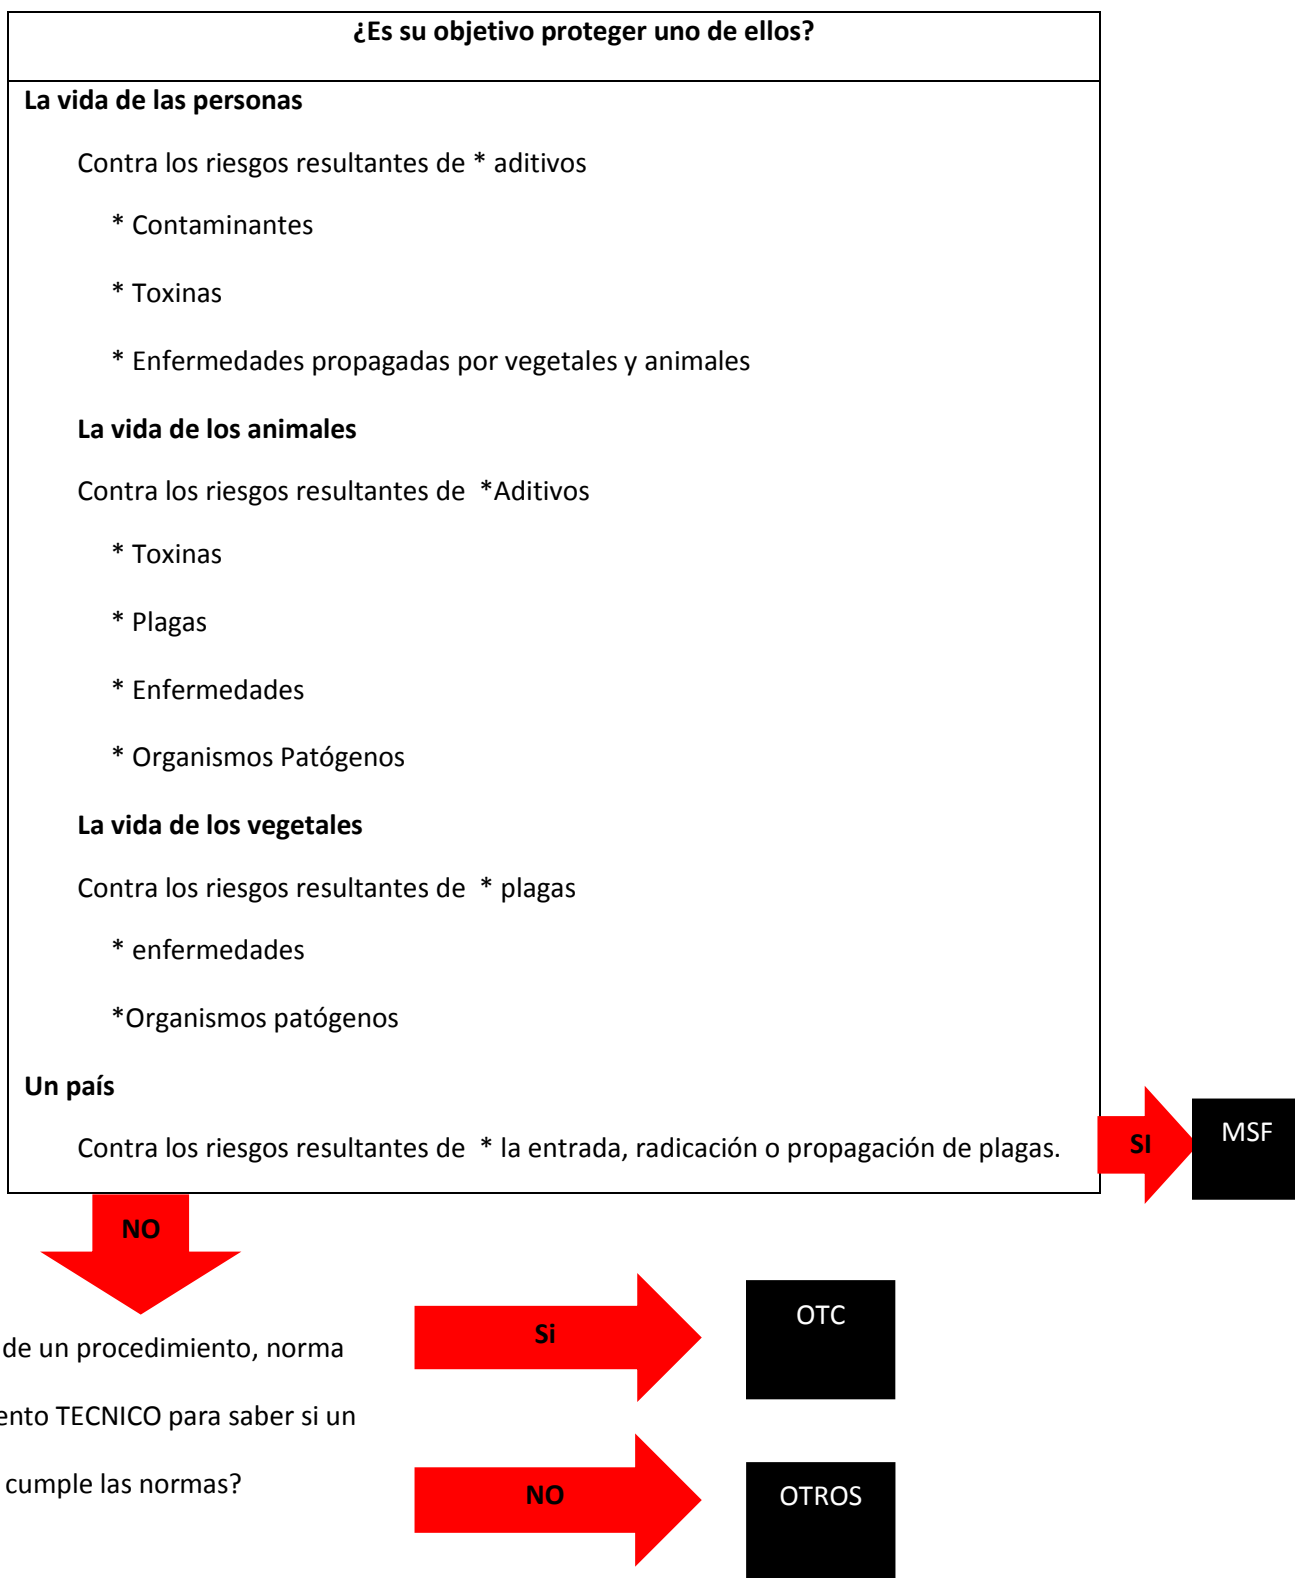 ¿Es su objetivo proteger uno de ellos?
La vida de las personas
Contra los riesgos resultantes de * aditivos
* Contaminantes
* Toxinas
* Enfermedades propagadas por vegetales y animales
La vida de los animales
Contra los riesgos resultantes de  *Aditivos
* Toxinas
* Plagas
* Enfermedades
* Organismos Patógenos
La vida de los vegetales
Contra los riesgos resultantes de  * plagas
* enfermedades
*Organismos patógenos
Un país
Contra los riesgos resultantes de  * la entrada, radicación o propagación de plagas.
SI
MSF
NO
de un procedimiento, norma
ento TECNICO para saber si un
cumple las normas?
Si
OTC
NO
OTROS